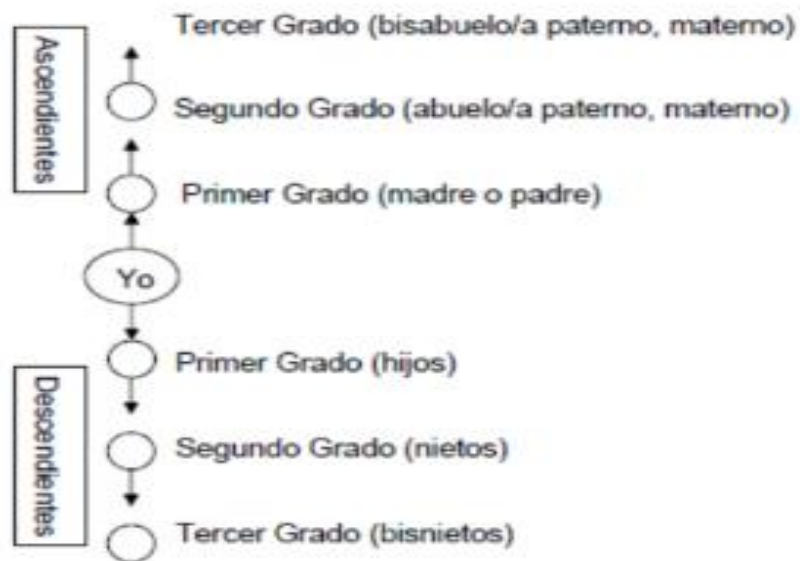 Ascendientes
Tercer Grado (bisabuelo/a paterno, materno)
Segundo Grado (abuelo/a paterno, materno)
Primer Grado (madre o padre)
Yo
Descendientes
Primer Grado (hijos)
Segundo Grado (nietos)
Tercer Grado (bisnietos)